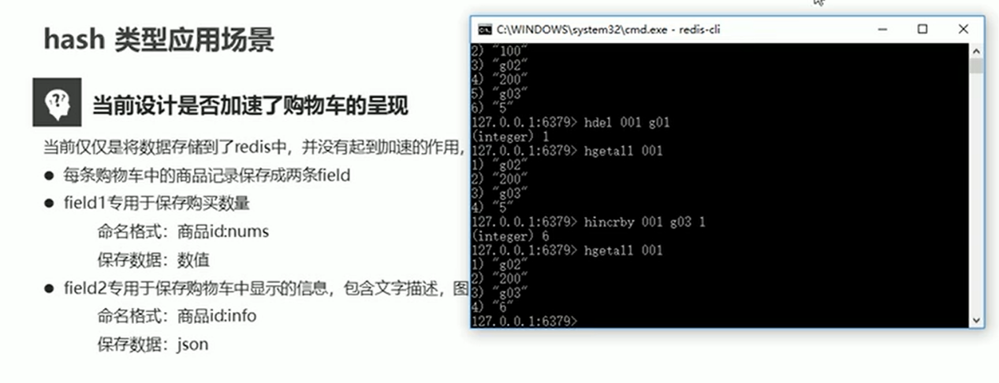 hash 类型应用场景
当前设计是否加速了购物车的呈现
当前仅仅是将数据存储到了redis中，并没有起到加速的作用，
● 每条购物车中的商品记录保存成两条field
● field1专用于保存购买数量
命名格式：商品id:nums
保存数据：数值
● field2专用于保存购物车中显示的信息，包含文字描述，图
命名格式：商品id:info
保存数据：json
C:\WINDOWS\system32\cmd.exe - redis-cli
2) "100"
3) "g02"
4) "200"
5) "g03"
6) "5"
127.0.0.1:6379> hdel 001 g01
(integer) 1
127.0.0.1:6379> hgetall 001
1) "g02"
2) "200"
3) "g03"
4) "5"
127.0.0.1:6379> hincrby 001 g03 1
(integer) 6
127.0.0.1:6379> hgetall 001
1) "g02"
2) "200"
3) "g03"
4) "6"
127.0.0.1:6379>